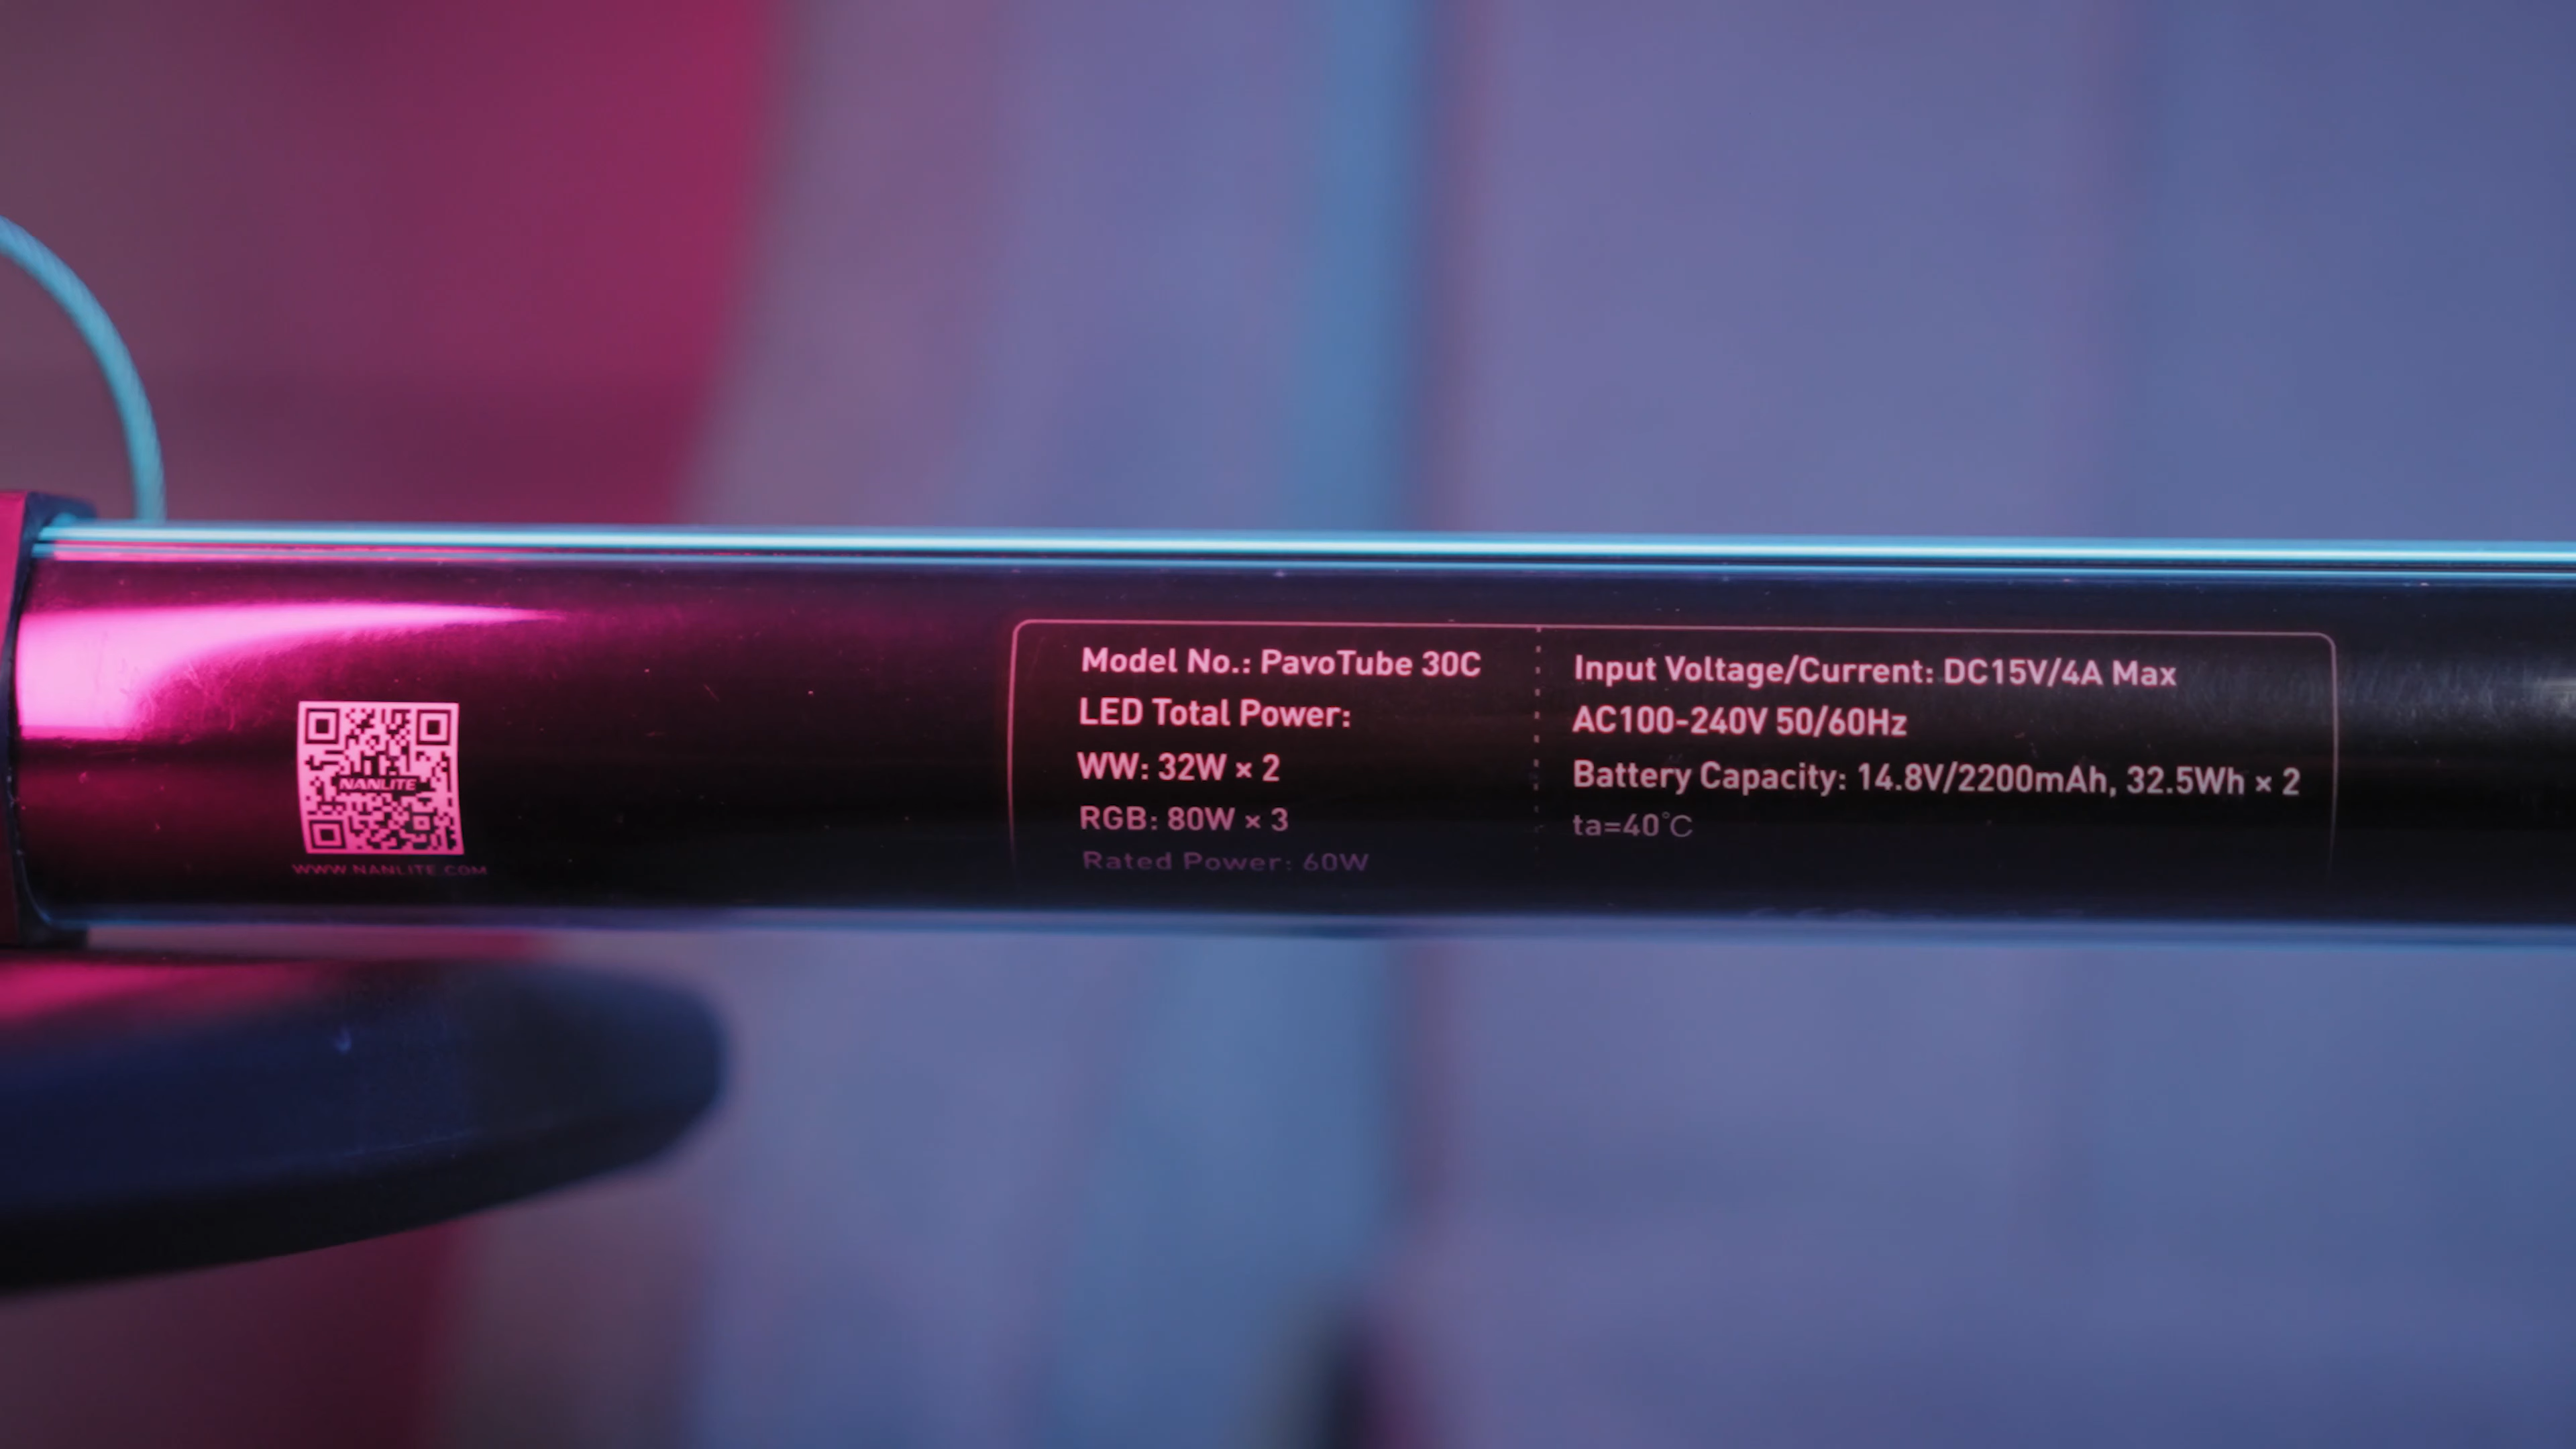 NANLITE
WWW.NANLITE.COM
Model No.: PavoTube 30C
LED Total Power:
WW: 32W × 2
RGB: 80W × 3
Rated Power: 60W
Input Voltage/Current: DC15V/4A Max
AC100-240V 50/60Hz
Battery Capacity: 14.8V/2200mAh, 32.5Wh × 2
ta=40°C